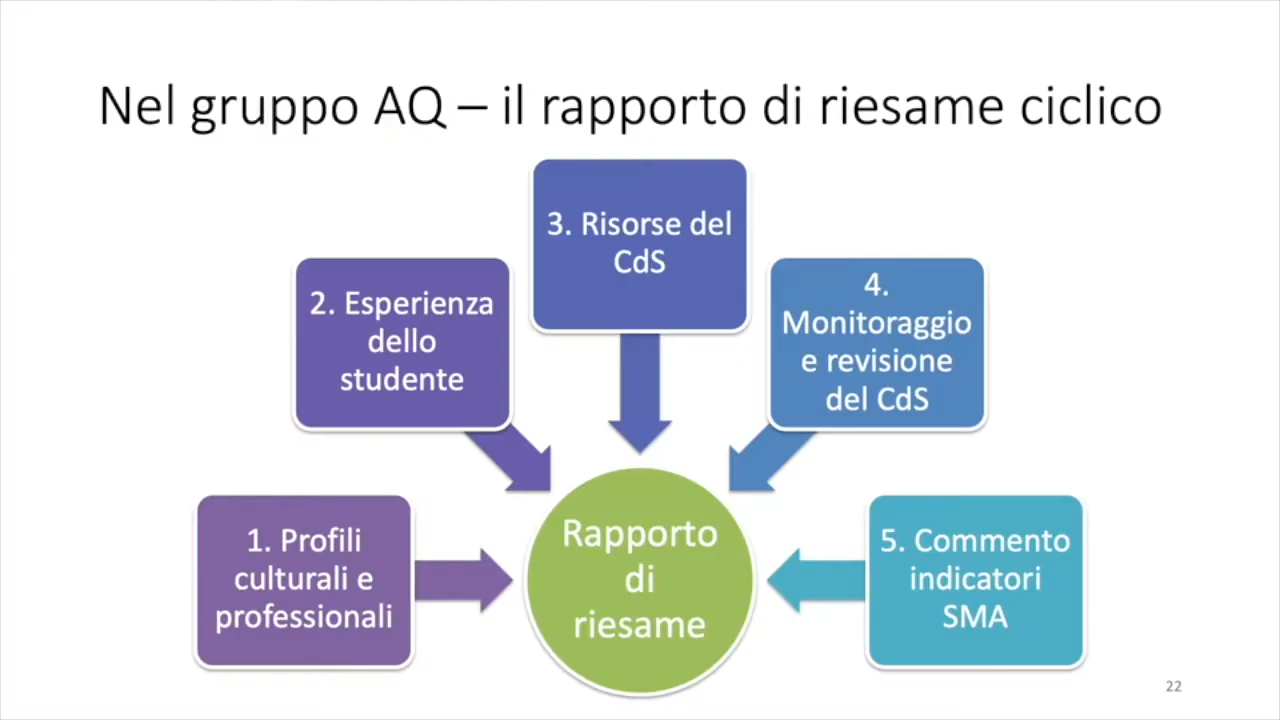 Nel gruppo AQ – il rapporto di riesame ciclico
3. Risorse del
CdS
2. Esperienza
dello
studente
4.
Monitoraggio
e revisione
del CdS
1. Profili
culturali e
professionali
Rapporto
di
riesame
5. Commento
indicatori
SMA
22